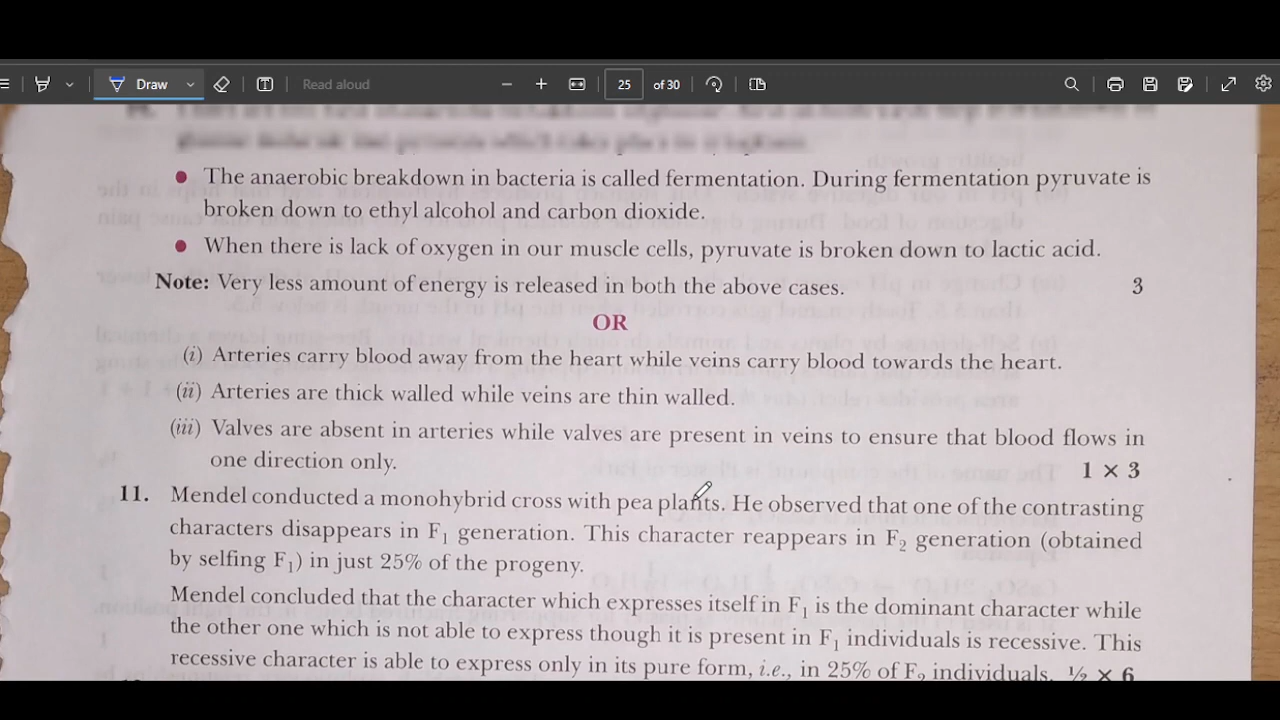 Draw
Read aloud
25 of 30
• The anaerobic breakdown in bacteria is called fermentation. During fermentation pyruvate is
broken down to ethyl alcohol and carbon dioxide.
• When there is lack of oxygen in our muscle cells, pyruvate is broken down to lactic acid.
Note: Very less amount of energy is released in both the above cases. 3
OR
(i) Arteries carry blood away from the heart while veins carry blood towards the heart.
(ii) Arteries are thick walled while veins are thin walled.
(iii) Valves are absent in arteries while valves are present in veins to ensure that blood flows in
one direction only. 1 × 3
11. Mendel conducted a monohybrid cross with pea plants. He observed that one of the contrasting
characters disappears in F₁ generation. This character reappears in F₂ generation (obtained
by selfing F₁) in just 25% of the progeny.
Mendel concluded that the character which expresses itself in F₁ is the dominant character while
the other one which is not able to express though it is present in F₁ individuals is recessive. This
recessive character is able to express only in its pure form, i.e., in 25% of F₂ individuals. ½ × 6